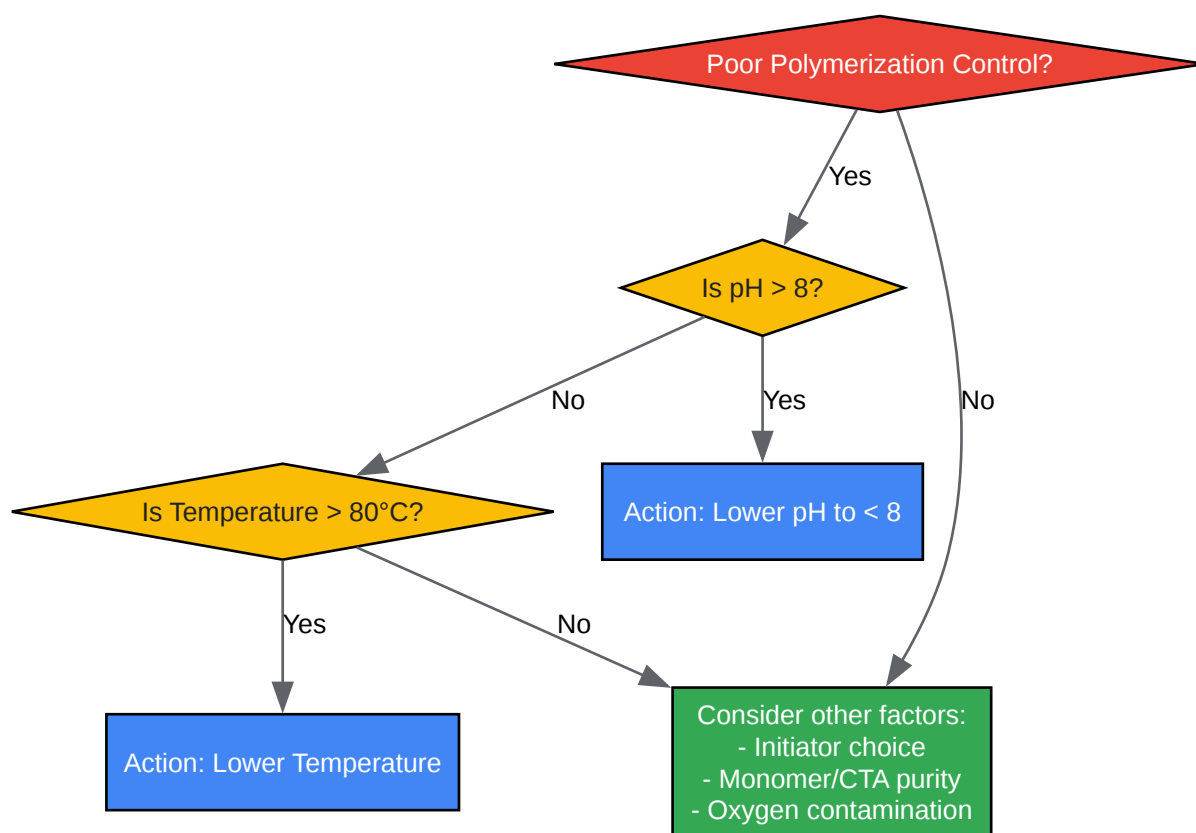 Poor Polymerization Control?
Yes
Is pH > 8?
No
Yes
No
Is Temperature > 80°C?
Action: Lower pH to < 8
Yes
No
Action: Lower Temperature
Consider other factors:
- Initiator choice
- Monomer/CTA purity
- Oxygen contamination